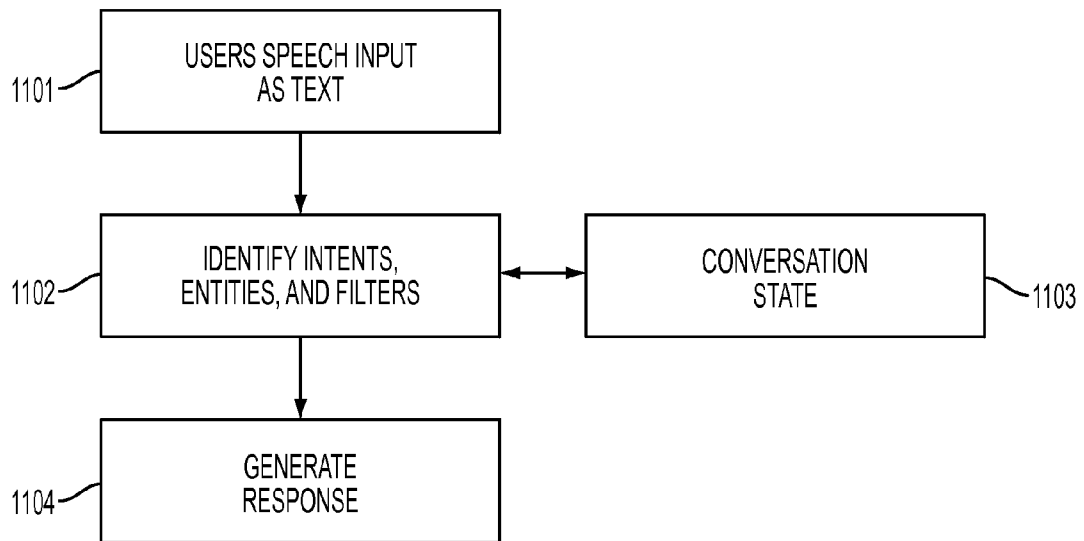 USERS SPEECH INPUT
AS TEXT
1101
IDENTIFY INTENTS,
ENTITIES, AND FILTERS
1102
CONVERSATION
STATE
1103
GENERATE
RESPONSE
1104